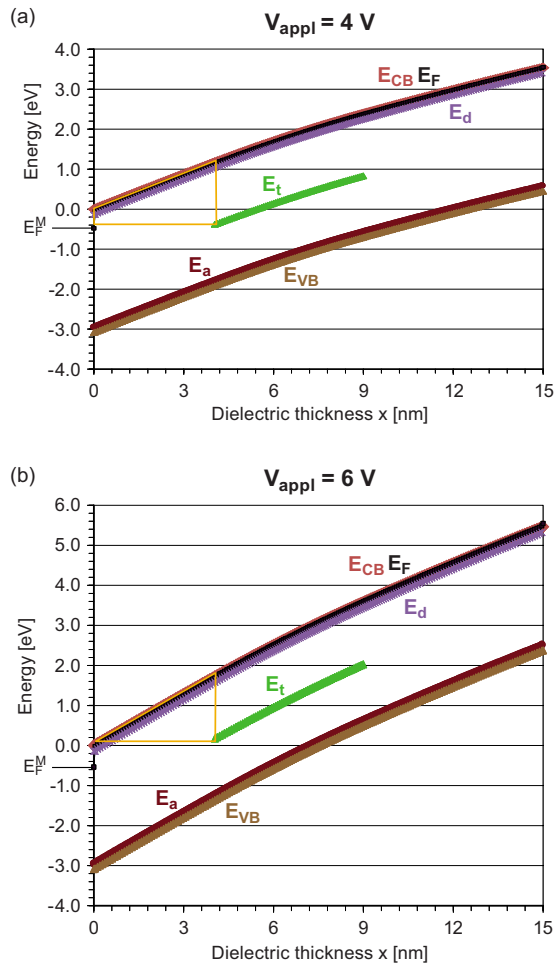 (a)
V_appl = 4 V
4.0
3.0
2.0
1.0
0.0
E_F^M
-1.0
-2.0
-3.0
-4.0
Energy [eV]
E_CB E_F
E_d
E_t
E_a
E_VB
0 3 6 9 12 15
Dielectric thickness x [nm]
(b)
V_appl = 6 V
6.0
5.0
4.0
3.0
2.0
1.0
0.0
E_F^M
-1.0
-2.0
-3.0
-4.0
Energy [eV]
E_CB E_F
E_d
E_t
E_a
E_VB
0 3 6 9 12 15
Dielectric thickness x [nm]